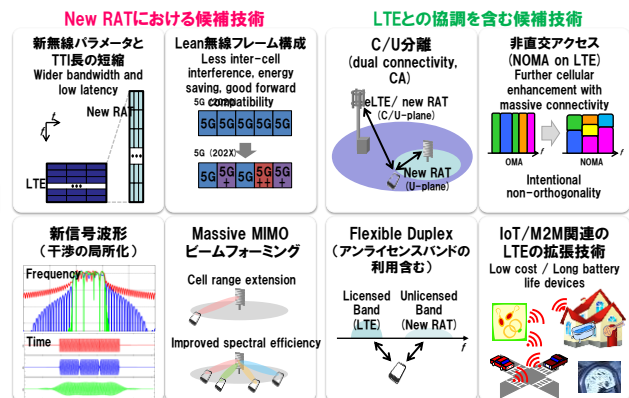 New RATにおける候補技術
LTEとの協調を含む候補技術
新無線パラメータと
TTI長の短縮
Wider bandwidth and
low latency
New RAT
f
t
LTE
Lean無線フレーム構成
Less inter-cell
interference, energy
saving, good forward
compatibility
5G
5G 5G 5G 5G 5G
5G (202X)
5G 5G+ 5G 5G++ 5G+
C/U分離
(dual connectivity,
CA)
eLTE/ new RAT
(C/U-plane)
New RAT
(U-plane)
非直交アクセス
(NOMA on LTE)
Further cellular
enhancement with
massive connectivity
f
f
OMA
NOMA
Intentional
non-orthogonality
新信号波形
(干渉の局所化)
Frequency
Time
Massive MIMO
ビームフォーミング
Cell range extension
Improved spectral efficiency
Flexible Duplex
(アンライセンスバンドの
利用含む)
Licensed
Band
(LTE)
Unlicensed
Band
(New RAT)
f
IoT/M2M関連の
LTEの拡張技術
Low cost / Long battery
life devices